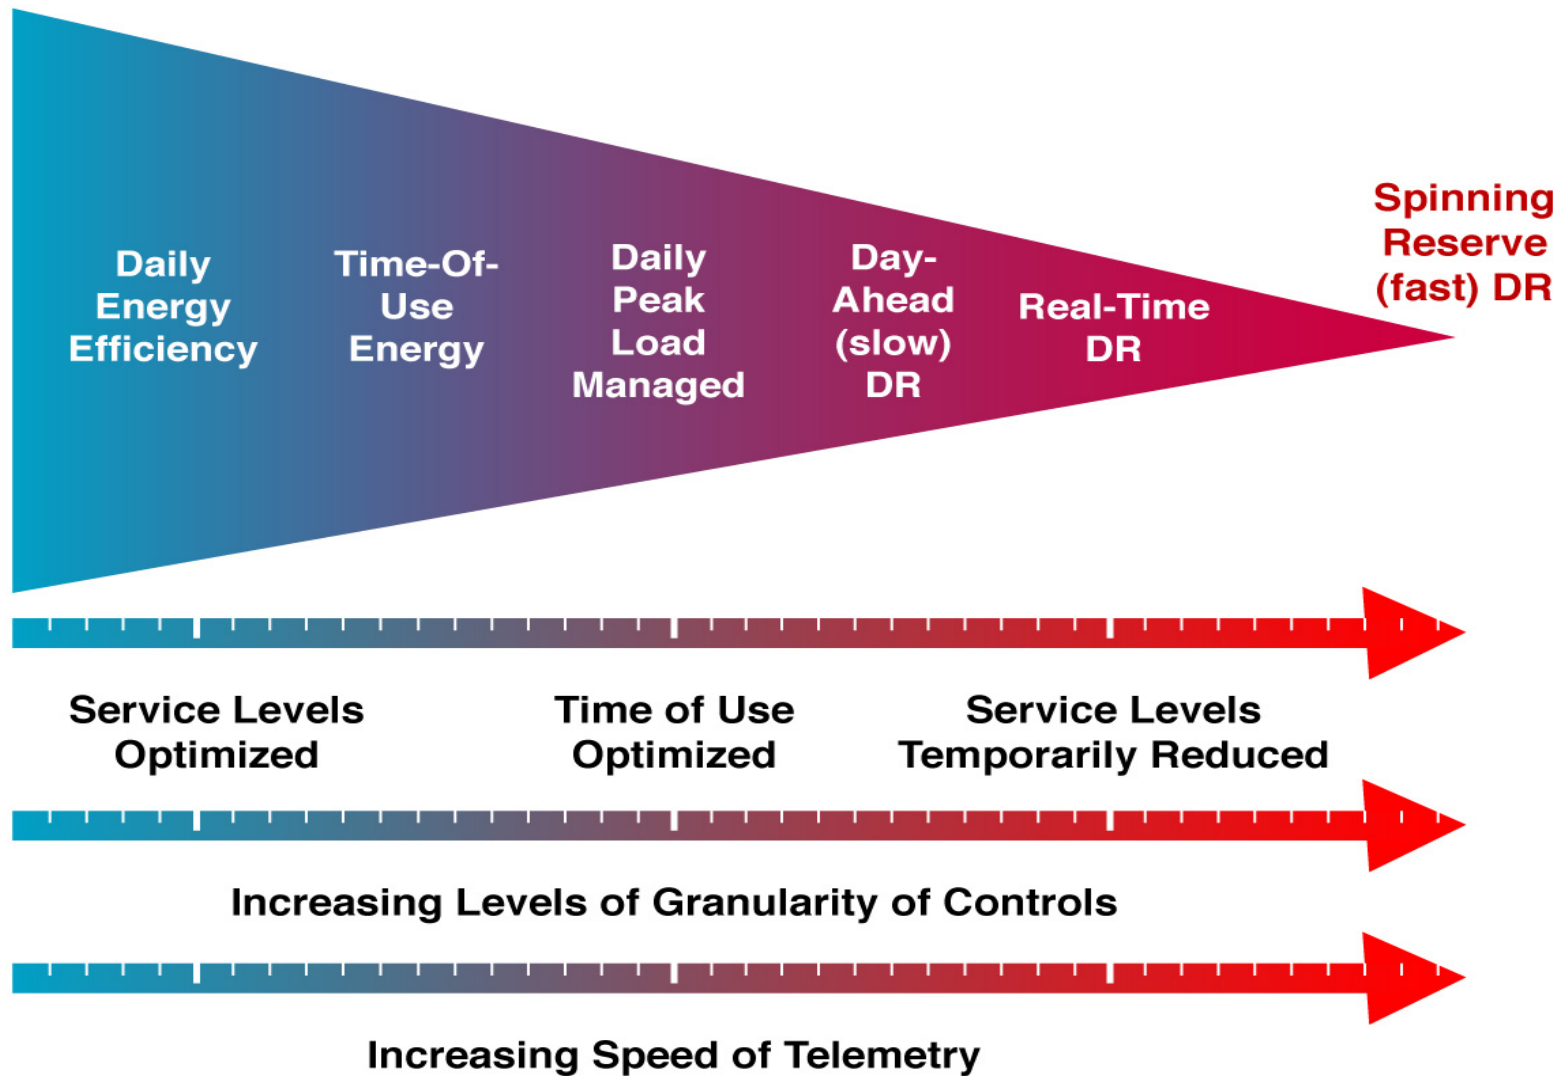 Daily
Energy
Efficiency
Time-Of-
Use
Energy
Daily
Peak
Load
Managed
Day-
Ahead
(slow)
DR
Real-Time
DR
Spinning
Reserve
(fast) DR
Service Levels
Optimized
Time of Use
Optimized
Service Levels
Temporarily Reduced
Increasing Levels of Granularity of Controls
Increasing Speed of Telemetry